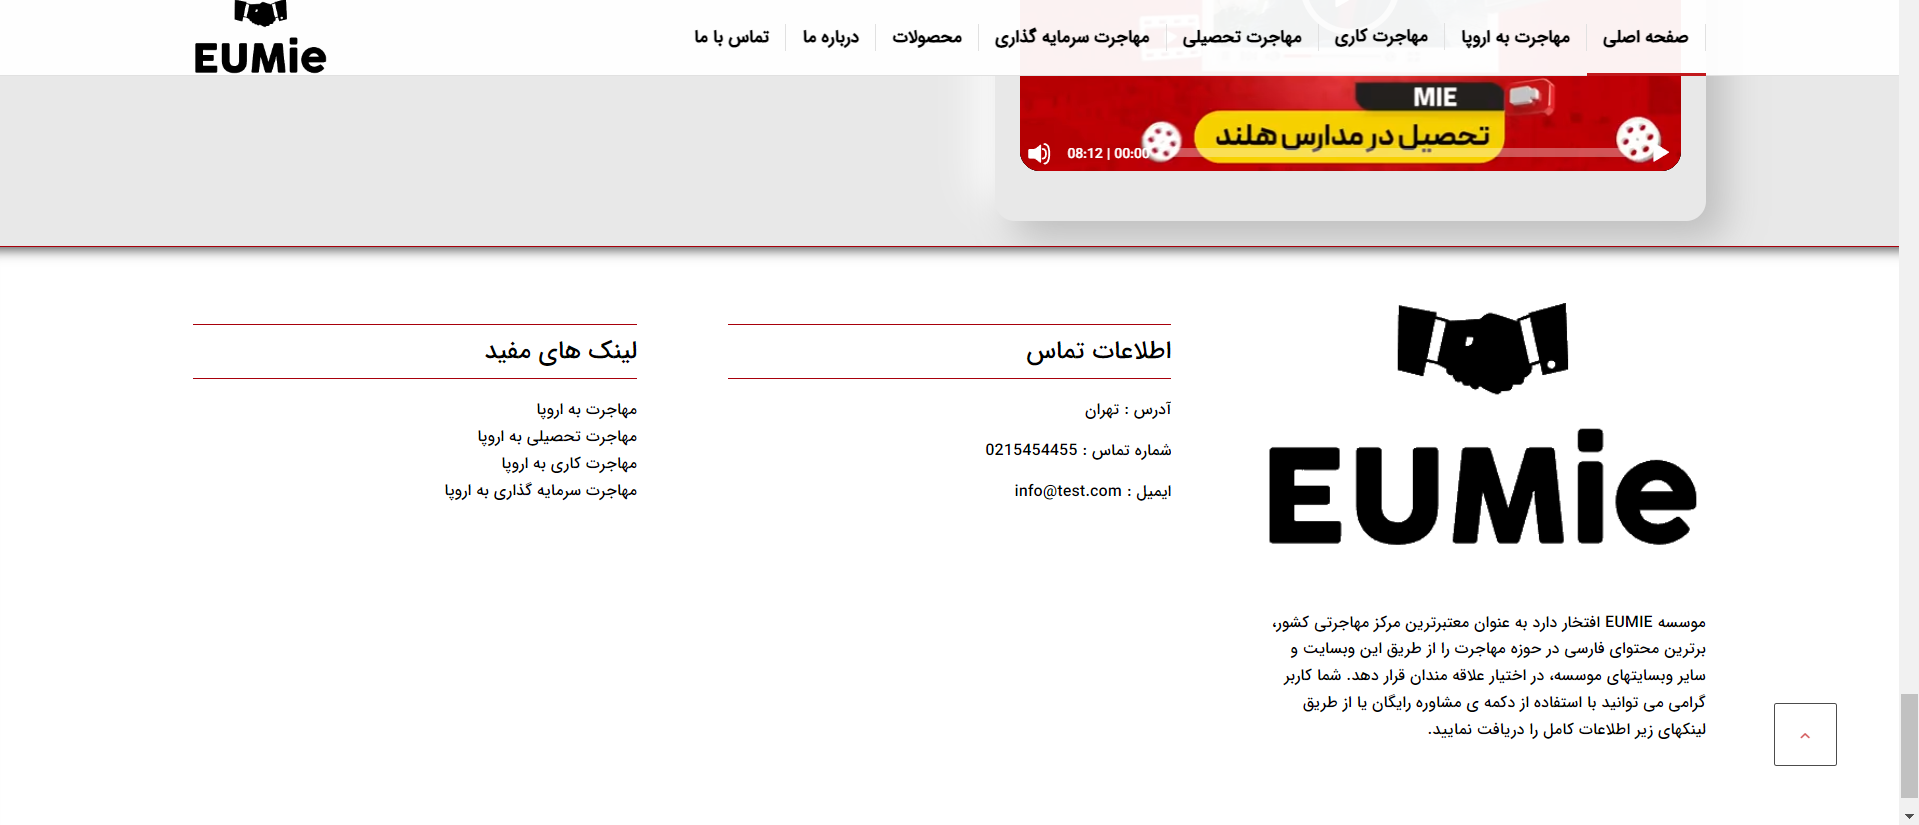 صفحه اصلی
مهاجرت به اروپا
مهاجرت کاری
مهاجرت تحصیلی
مهاجرت سرمایه گذاری
محصولات
درباره ما
تماس با ما
EUMie
MIE
تحصیل در مدارس هلند
08:12 | 00:00
EUMie
موسسه EUMIE افتخار دارد به عنوان معتبرترین مرکز مهاجرتی کشور،
برترین محتوای فارسی در حوزه مهاجرت را از طریق این وبسایت و
سایر وبسایتهای موسسه، در اختیار علاقه مندان قرار دهد. شما کاربر
گرامی می توانید با استفاده از دکمه ی مشاوره رایگان یا از طریق
لینکهای زیر اطلاعات کامل را دریافت نمایید.
اطلاعات تماس
آدرس : تهران
شماره تماس : 0215454455
ایمیل : info@test.com
لینک های مفید
مهاجرت به اروپا
مهاجرت تحصیلی به اروپا
مهاجرت کاری به اروپا
مهاجرت سرمایه گذاری به اروپا